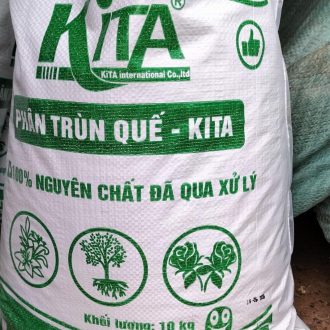 KiTA ®
KiTA international Co.,ltd
PHÂN TRÙN QUẾ - KITA
100% NGUYÊN CHẤT ĐÃ QUA XỬ LÝ
Khối lượng: 10 kg